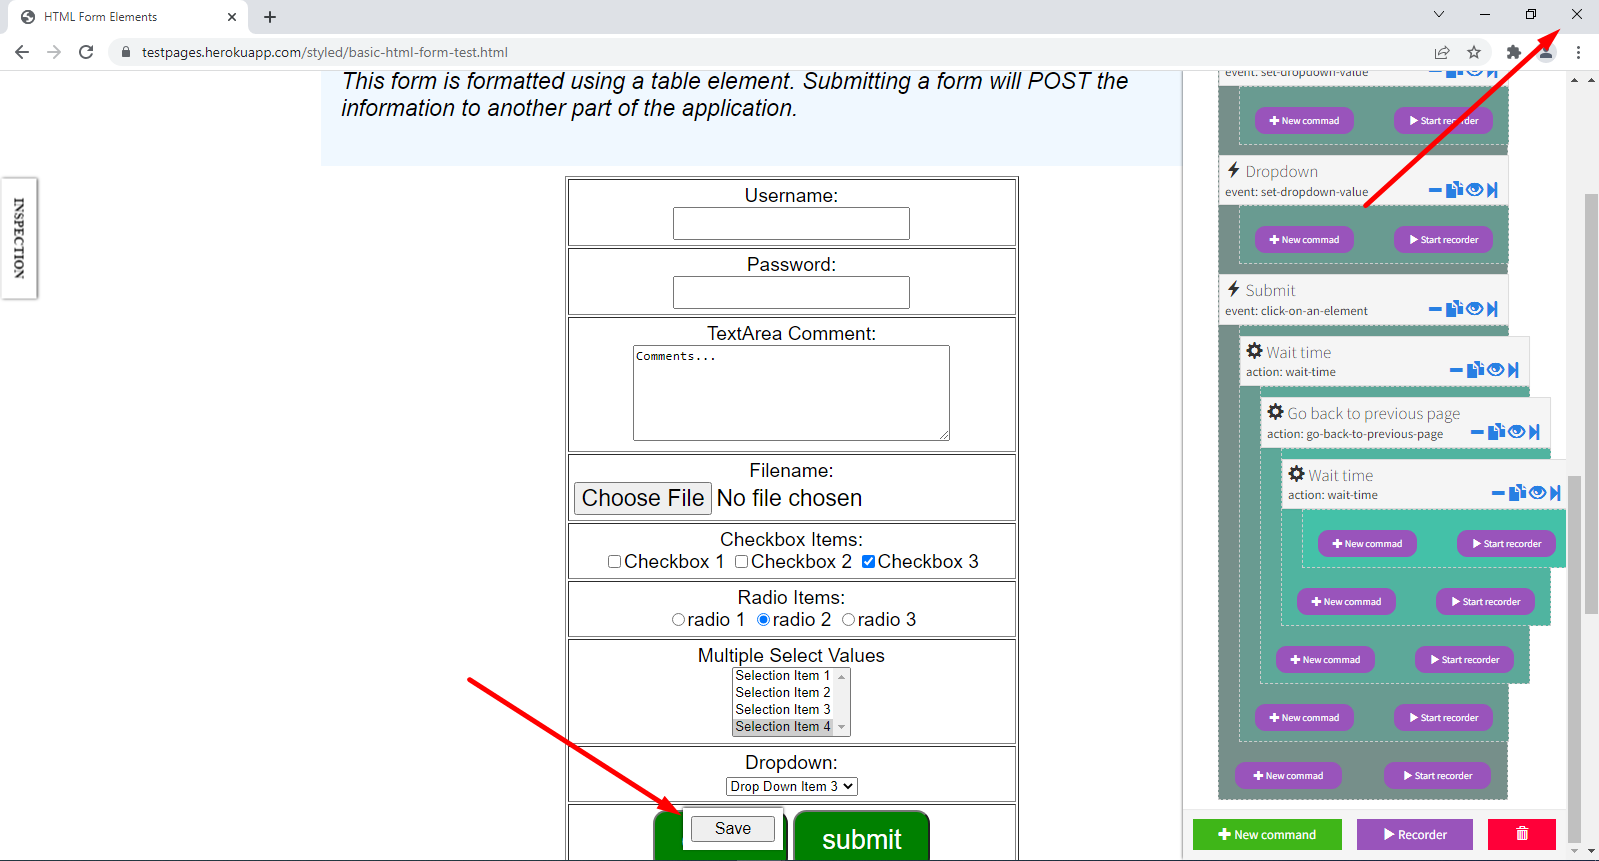 HTML Form Elements
testpages.herokuapp.com/styled/basic-html-form-test.html
This form is formatted using a table element. Submitting a form will POST the
information to another part of the application.
INSPECTION
Username:
Password:
TextArea Comment:
Comments...
Filename:
Choose File No file chosen
Checkbox Items:
Checkbox 1 Checkbox 2 Checkbox 3
Radio Items:
radio 1 radio 2 radio 3
Multiple Select Values
Selection Item 1
Selection Item 2
Selection Item 3
Selection Item 4
Dropdown:
Drop Down Item 3
Save
submit
event: set-dropdown-value
New commad Start recorder
Dropdown
event: set-dropdown-value
New commad Start recorder
Submit
event: click-on-an-element
Wait time
action: wait-time
Go back to previous page
action: go-back-to-previous-page
Wait time
action: wait-time
New commad Start recorder
New commad Start recorder
New commad Start recorder
New commad Start recorder
New commad Start recorder
New command Recorder